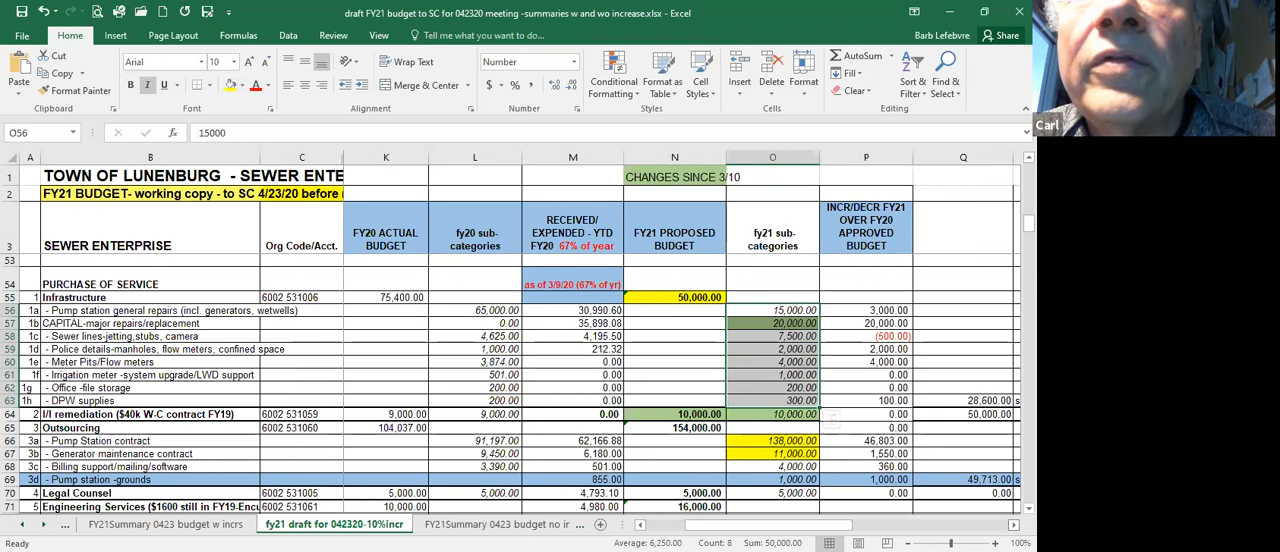 draft FY21 budget to SC for 042320 meeting -summaries w and wo increase.xlsx - Excel
File Home Insert Page Layout Formulas Data Review View Tell me what you want to do... Barb Lefebvre Share
Cut Arial 10 Wrap Text Number AutoSum
Copy Fill
Paste Format Painter Merge & Center Conditional Formatting Format as Table Cell Styles Insert Delete Format Clear Sort & Filter Find & Select
Clipboard Font Alignment Number Styles Cells Editing
Carl
O56 fx 15000
A B C K L M N O P Q
1 TOWN OF LUNENBURG - SEWER ENTE CHANGES SINCE 3/10
2 FY21 BUDGET- working copy - to SC 4/23/20 before
3 SEWER ENTERPRISE Org Code/Acct. FY20 ACTUAL BUDGET fy20 sub-categories RECEIVED/ EXPENDED - YTD FY20 67% of year FY21 PROPOSED BUDGET fy21 sub-categories INCR/DECR FY21 OVER FY20 APPROVED BUDGET
53
54 PURCHASE OF SERVICE as of 3/9/20 (67% of yr)
55 1 Infrastructure 6002 531006 75,400.00 50,000.00
56 1a - Pump station general repairs (incl. generators, wetwells) 65,000.00 30,990.60 15,000.00 3,000.00
57 1b CAPITAL-major repairs/replacement 0.00 35,898.08 20,000.00 20,000.00
58 1c - Sewer lines-jetting,stubs, camera 4,625.00 4,195.50 7,500.00 (500.00)
59 1d - Police details-manholes, flow meters, confined space 1,000.00 212.32 2,000.00 2,000.00
60 1e - Meter Pits/Flow meters 3,874.00 0.00 4,000.00 4,000.00
61 1f - Irrigation meter -system upgrade/LWD support 501.00 0.00 1,000.00 0.00
62 1g - Office -file storage 200.00 0.00 200.00 0.00
63 1h - DPW supplies 200.00 0.00 300.00 100.00 28,600.00 s
64 2 I/I remediation ($40k W-C contract FY19) 6002 531059 9,000.00 9,000.00 0.00 10,000.00 10,000.00 0.00 50,000.00
65 3 Outsourcing 6002 531060 104,037.00 154,000.00 0.00
66 3a - Pump Station contract 91,197.00 62,166.88 138,000.00 46,803.00
67 3b - Generator maintenance contract 9,450.00 6,180.00 11,000.00 1,550.00
68 3c - Billing support/mailing/software 3,390.00 501.00 4,000.00 360.00
69 3d - Pump station -grounds 855.00 1,000.00 1,000.00 49,713.00 s
70 4 Legal Counsel 6002 531005 5,000.00 5,000.00 4,793.10 5,000.00 5,000.00 0.00 0.00
71 5 Engineering Services ($1600 still in FY19-Encu 6002 531061 10,000.00 4,980.00 16,000.00
... FY21Summary 0423 budget w incrs fy21 draft for 042320-10%incr FY21Summary 0423 budget no ir ...
Average: 6,250.00 Count: 8 Sum: 50,000.00 100%